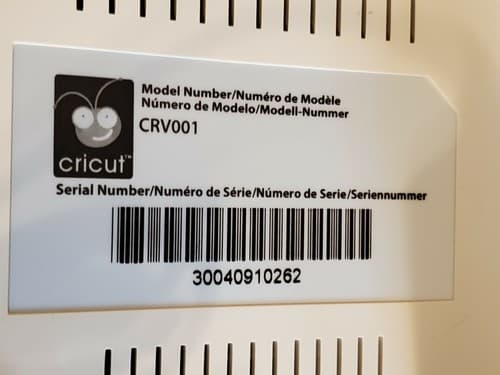 Model Number/Numéro de Modèle
Número de Modelo/Modell-Nummer
CRV001
cricut™
Serial Number/Numéro de Série/Número de Serie/Seriennummer
30040910262